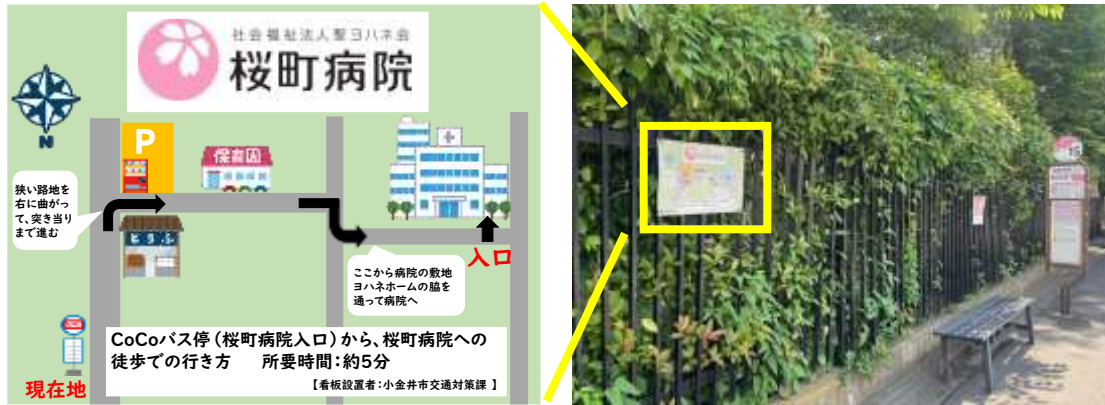 社会福祉法人聖ヨハネ会
桜町病院
N
P
保育園
狭い路地を
右に曲がっ
て、突き当り
まで進む
入口
ここから病院の敷地
ヨハネホームの脇を
通って病院へ
CoCoバス停(桜町病院入口)から、桜町病院への
徒歩での行き方 所要時間:約5分
【看板設置者:小金井市交通対策課 】
現在地
15